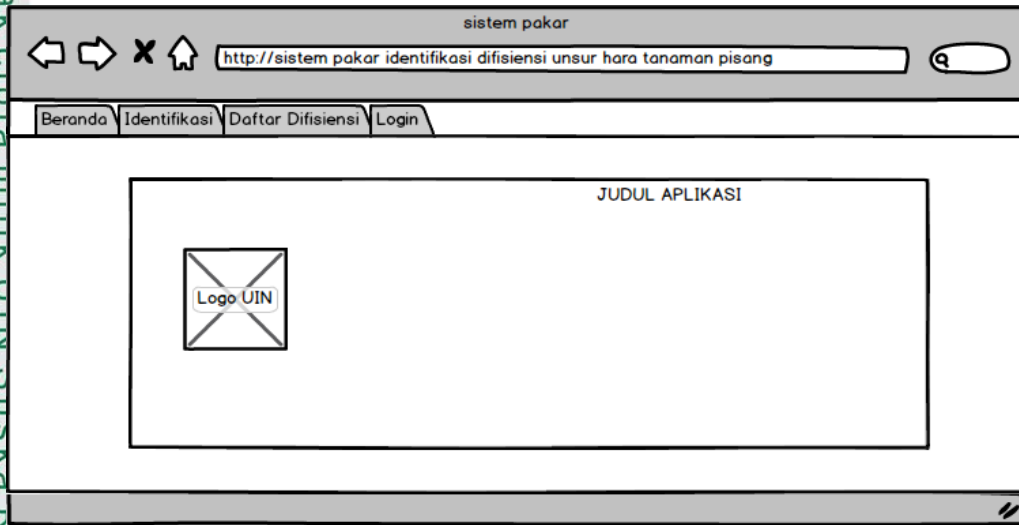 sistem pakar
http://sistem pakar identifikasi difisiensi unsur hara tanaman pisang
Beranda Identifikasi Daftar Difisiensi Login
JUDUL APLIKASI
Logo UIN